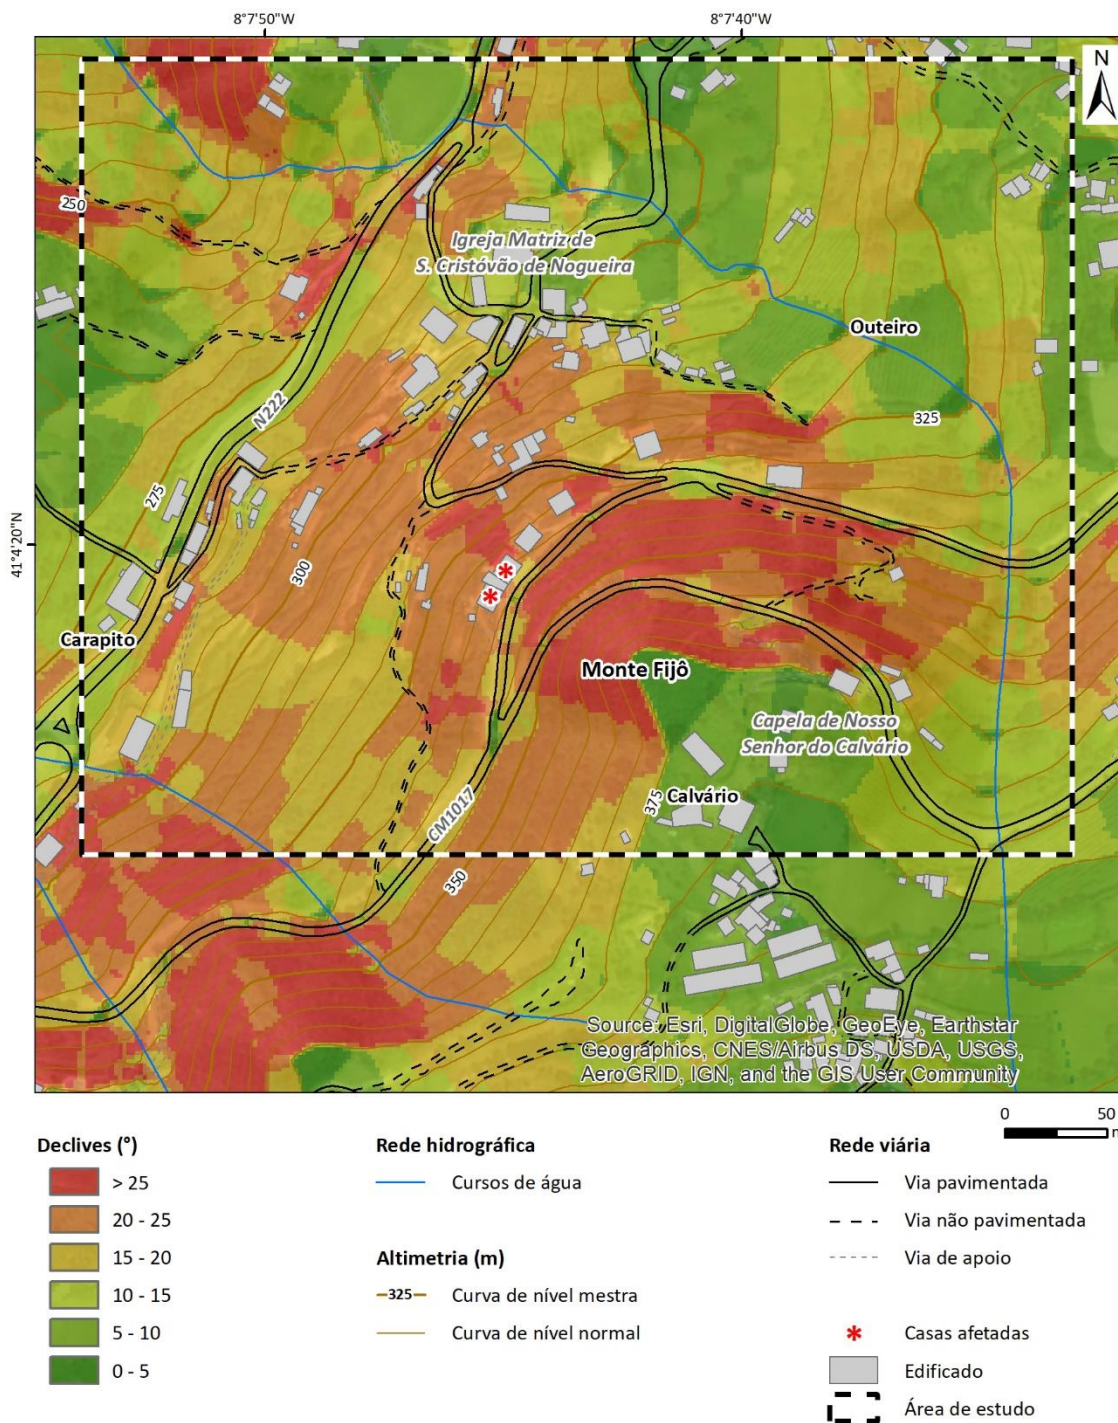 8°7'50"W
8°7'40"W
N
250
Igreja Matriz de
S. Cristóvão de Nogueira
Outeiro
N222
325
275
41°4'20"N
300
Carapito
Monte Fijô
Capela de Nosso
Senhor do Calvário
375
Calvário
CM1017
350
Source: Esri, DigitalGlobe, GeoEye, Earthstar
Geographics, CNES/Airbus DS, USDA, USGS,
AeroGRID, IGN, and the GIS User Community
0 50
m
Declives (°)
> 25
20 - 25
15 - 20
10 - 15
5 - 10
0 - 5
Rede hidrográfica
Cursos de água
Altimetria (m)
325 Curva de nível mestra
Curva de nível normal
Rede viária
Via pavimentada
Via não pavimentada
Via de apoio
Casas afetadas
Edificado
Área de estudo